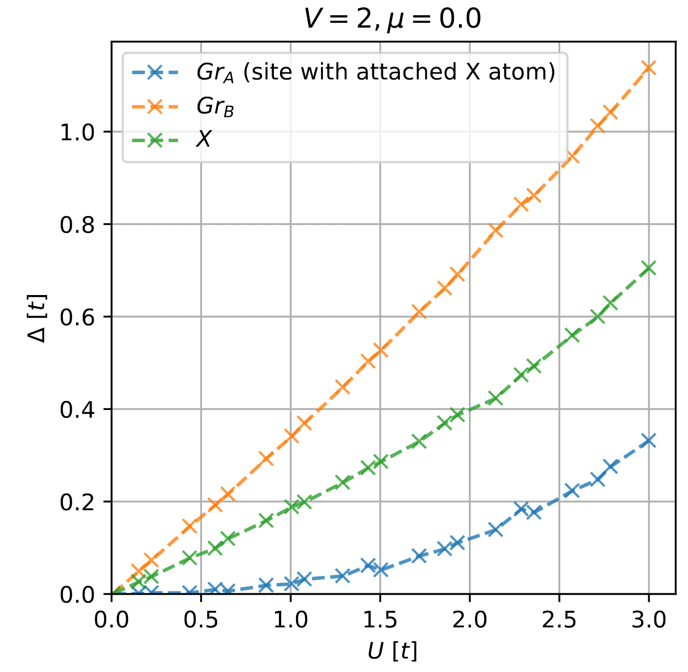 V = 2, μ = 0.0
Gr_A (site with attached X atom)
Gr_B
X
Δ [t]
1.0
0.8
0.6
0.4
0.2
0.0
0.0 0.5 1.0 1.5 2.0 2.5 3.0
U [t]